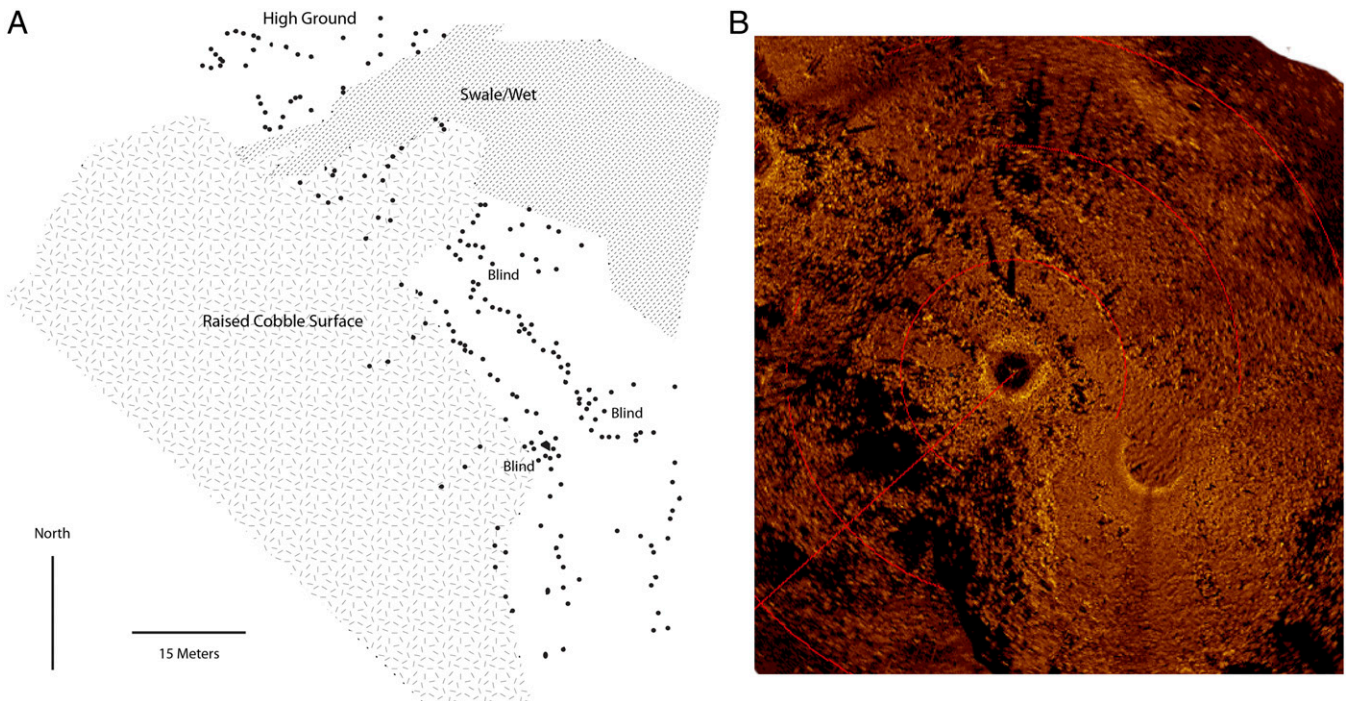 A
High Ground
Swale/Wet
Blind
Raised Cobble Surface
Blind
Blind
North
15 Meters
B